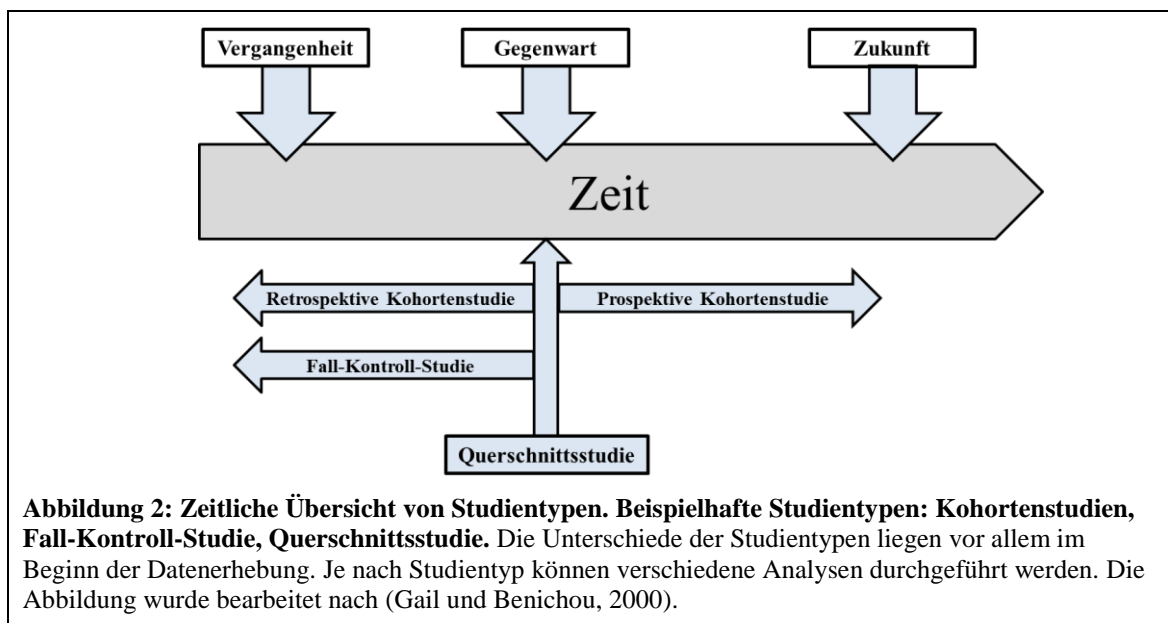 Vergangenheit
Gegenwart
Zukunft
Zeit
Retrospektive Kohortenstudie
Prospektive Kohortenstudie
Fall-Kontroll-Studie
Querschnittsstudie
Abbildung 2: Zeitliche Übersicht von Studientypen. Beispielhafte Studientypen: Kohortenstudien,
Fall-Kontroll-Studie, Querschnittsstudie. Die Unterschiede der Studientypen liegen vor allem im
Beginn der Datenerhebung. Je nach Studientyp können verschiedene Analysen durchgeführt werden. Die
Abbildung wurde bearbeitet nach (Gail und Benichou, 2000).